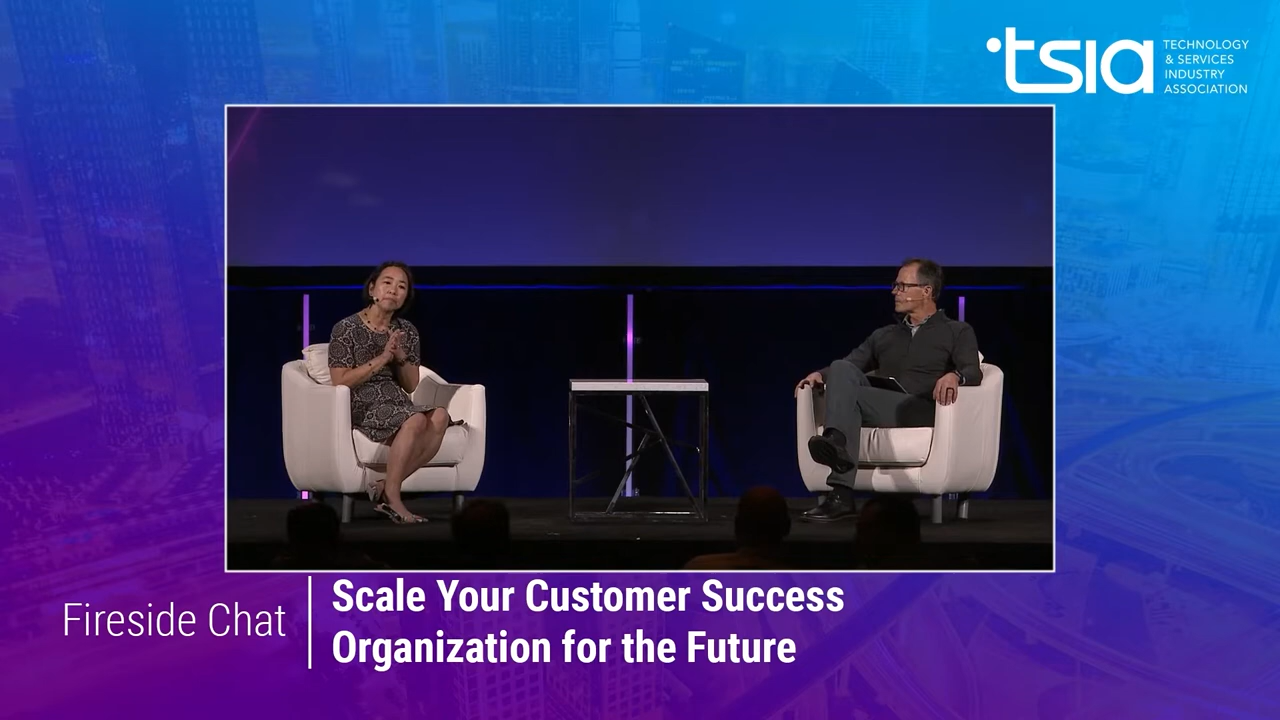 tsia
TECHNOLOGY
& SERVICES
INDUSTRY
ASSOCIATION
Fireside Chat
Scale Your Customer Success
Organization for the Future